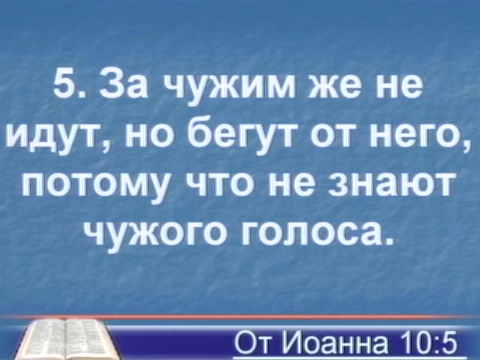 5. За чужим же не
идут, но бегут от него,
потому что не знают
чужого голоса.
От Иоанна 10:5